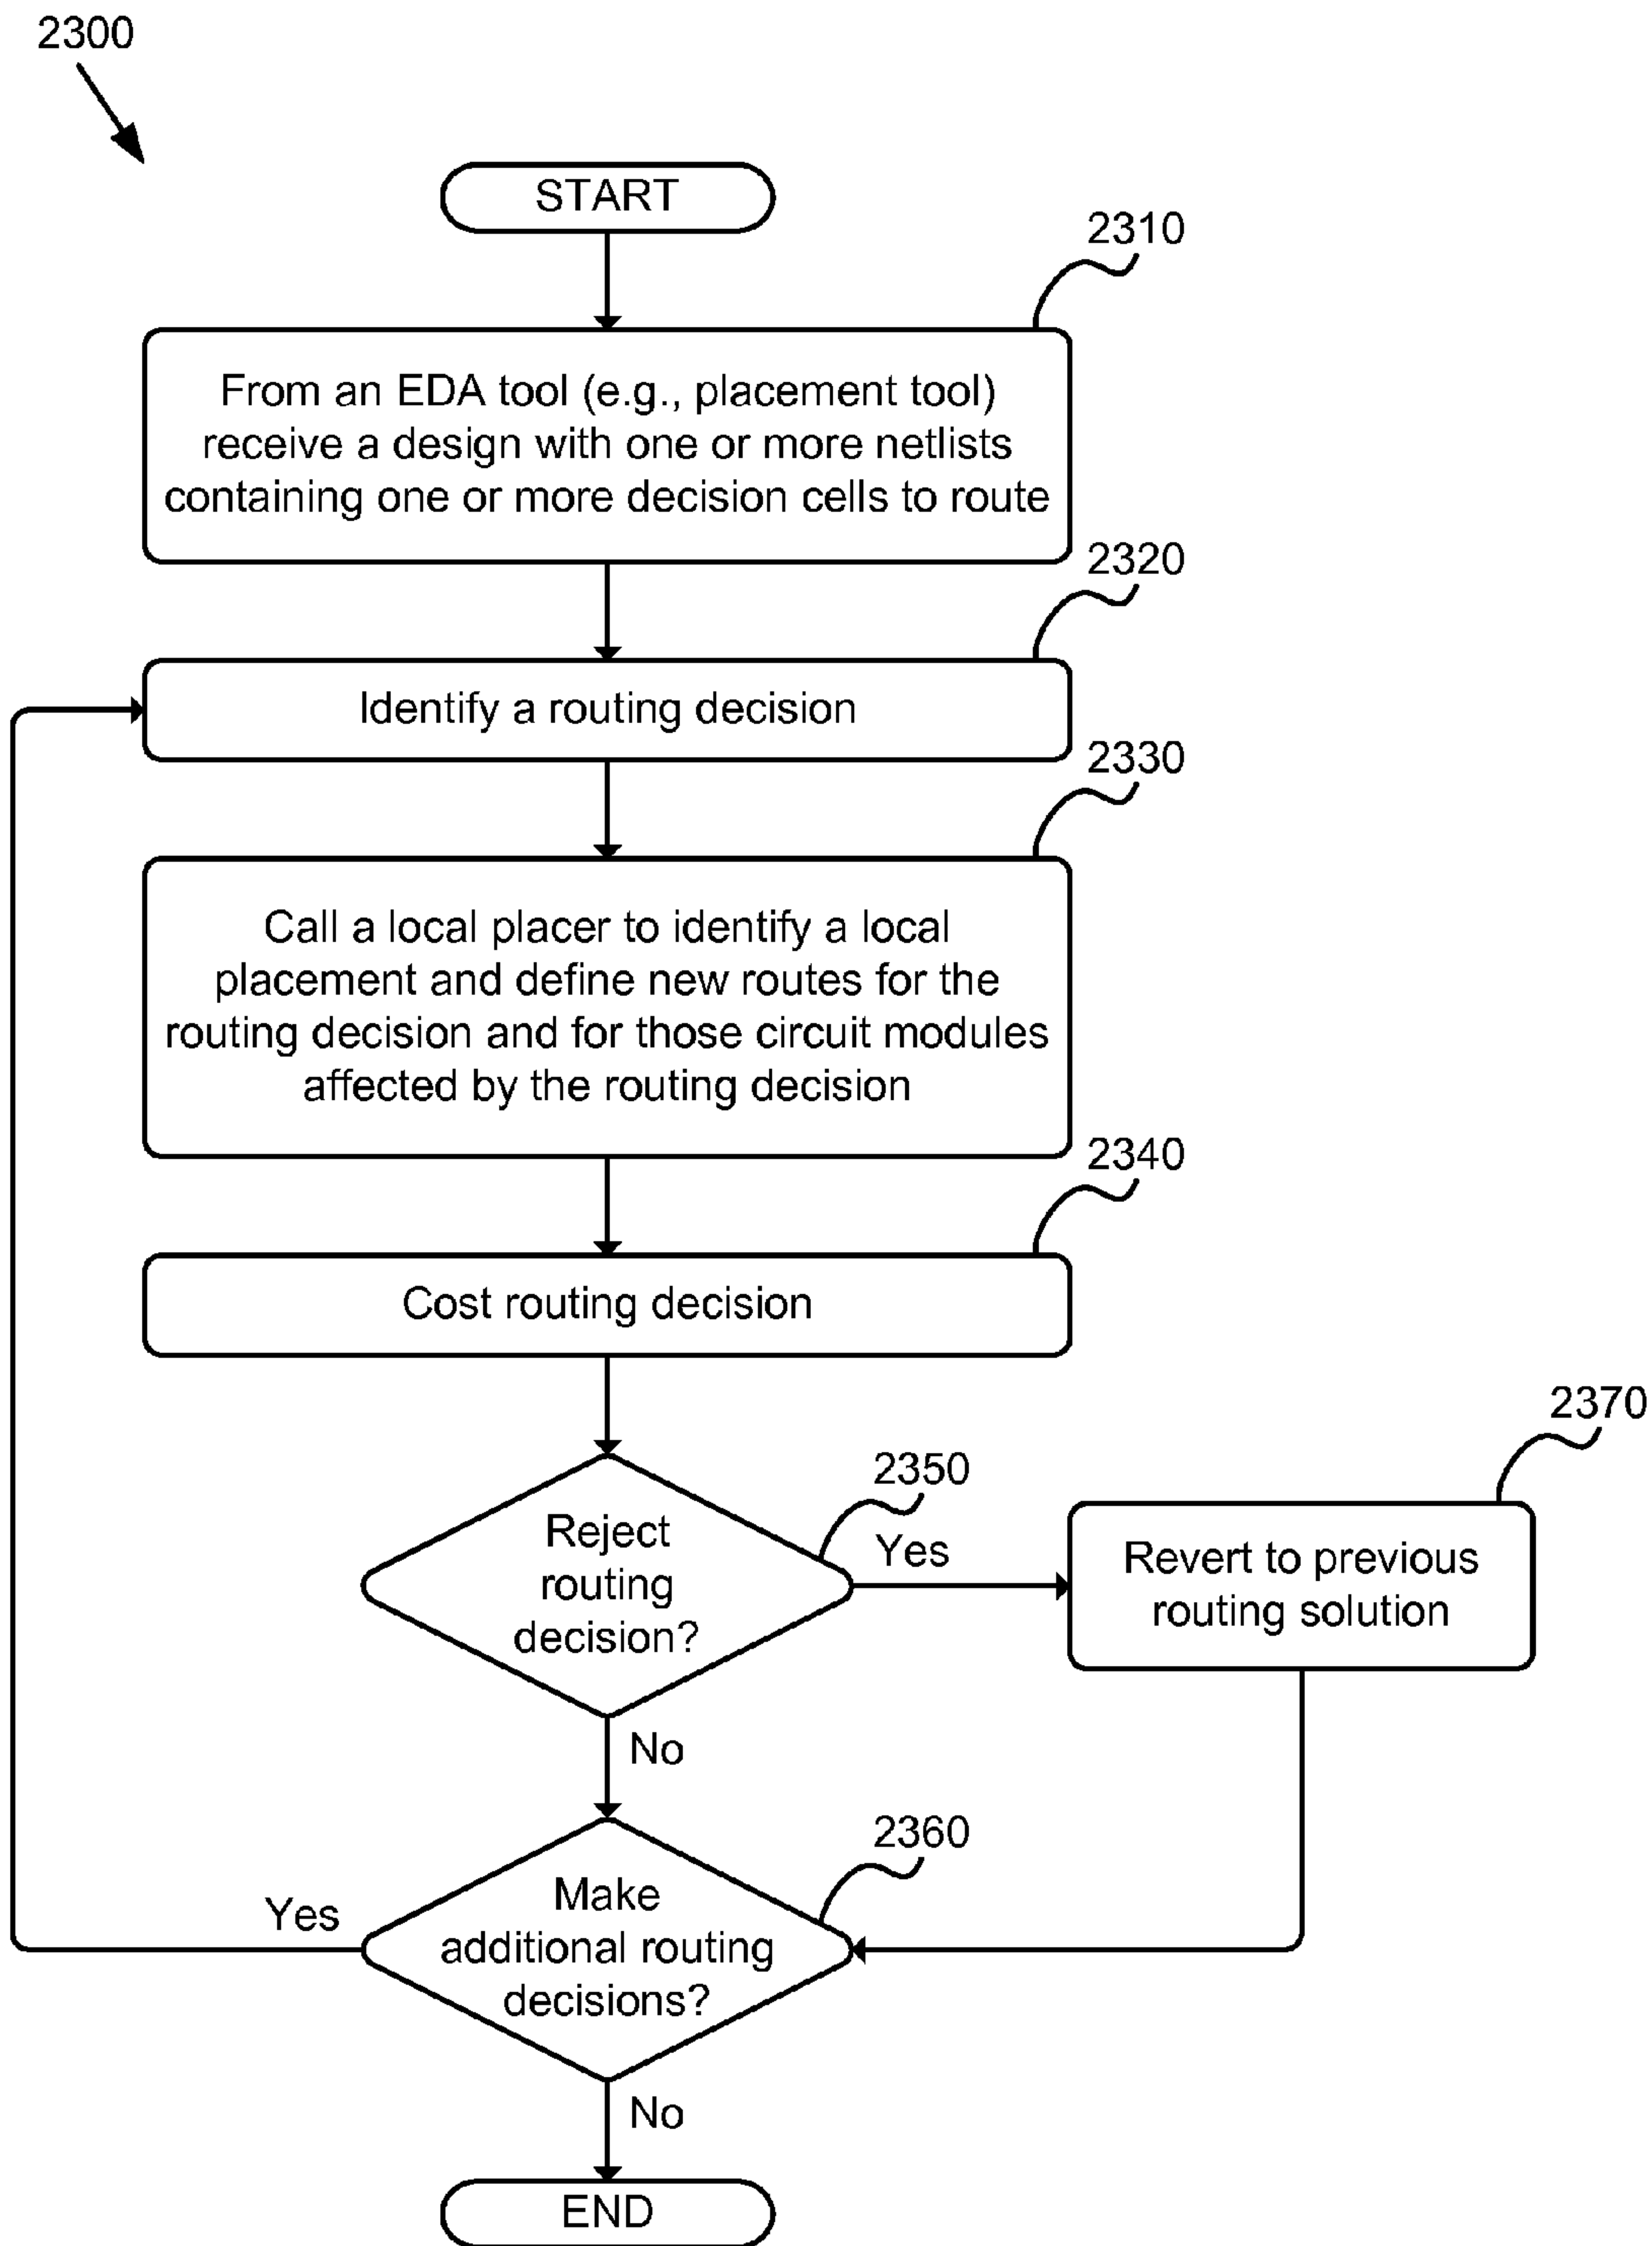 2300
START
2310
From an EDA tool (e.g., placement tool)
receive a design with one or more netlists
containing one or more decision cells to route
2320
Identify a routing decision
2330
Call a local placer to identify a local
placement and define new routes for the
routing decision and for those circuit modules
affected by the routing decision
2340
Cost routing decision
2350
Reject
routing
decision?
Yes
2370
Revert to previous
routing solution
No
2360
Make
additional routing
decisions?
Yes
No
END